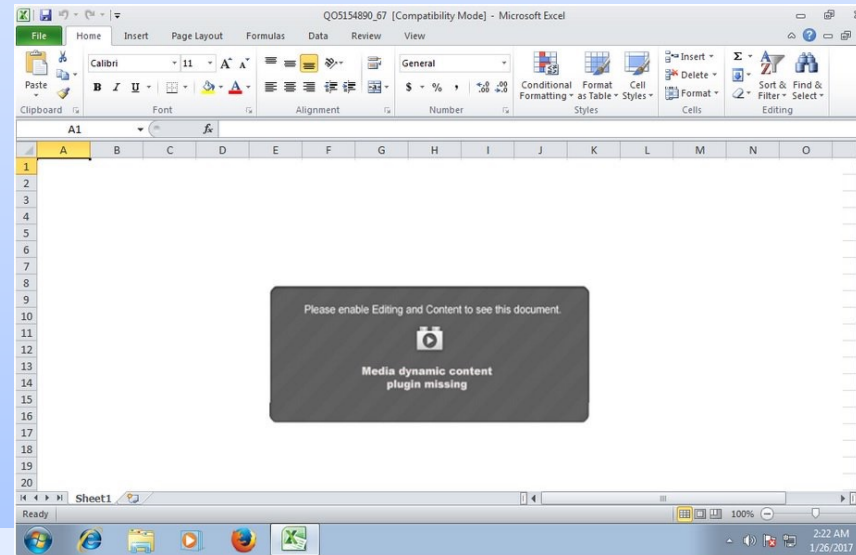 QO5154890_67 [Compatibility Mode] - Microsoft Excel
File Home Insert Page Layout Formulas Data Review View
Calibri 11 A A General Insert Σ
Paste B I U A $ % , .0 .00 .00 .0 Conditional Formatting Format as Table Cell Styles Delete Format Sort & Filter Find & Select
Clipboard Font Alignment Number Styles Cells Editing
A1 fx
A B C D E F G H I J K L M N O
1
2
3
4
5
6
7
8
9
10
11
12
13
14
15
16
17
18
19
20
Please enable Editing and Content to see this document.
Media dynamic content
plugin missing
Sheet1
Ready 100%
2:22 AM
1/26/2017